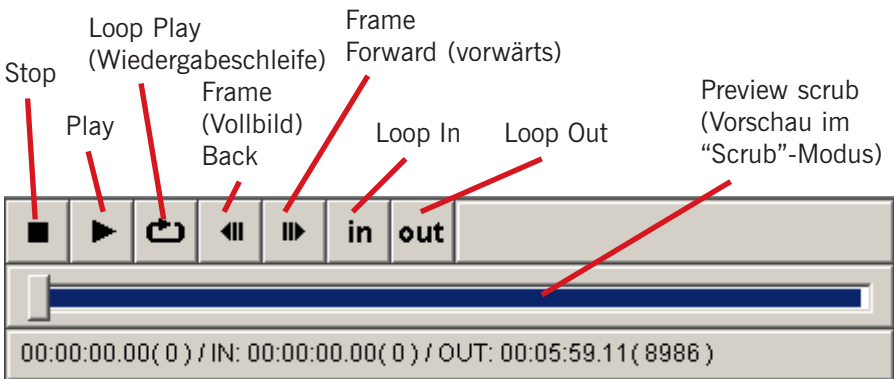 Stop
Play
Loop Play
(Wiedergabeschleife)
Frame
(Vollbild)
Back
Frame
Forward (vorwärts)
Loop In
Loop Out
Preview scrub
(Vorschau im
“Scrub”-Modus)
in
out
00:00:00.00( 0 ) / IN: 00:00:00.00( 0 ) / OUT: 00:05:59.11( 8986 )